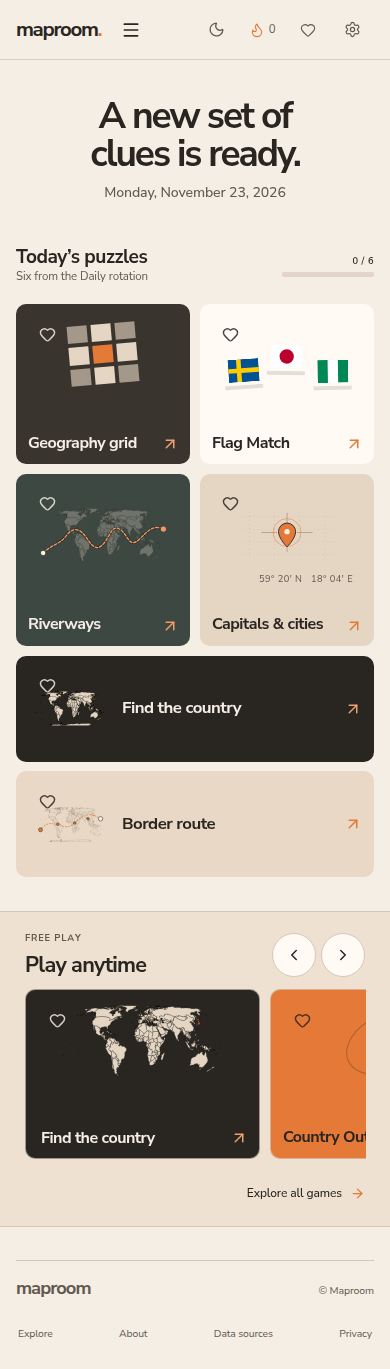 maproom.
0
A new set of
clues is ready.
Monday, November 23, 2026
Today’s puzzles
Six from the Daily rotation
0 / 6
Geography grid
Flag Match
Riverways
59° 20′ N 18° 04′ E
Capitals & cities
Find the country
Border route
FREE PLAY
Play anytime
Find the country
Country Out
Explore all games
maproom
© Maproom
Explore
About
Data sources
Privacy